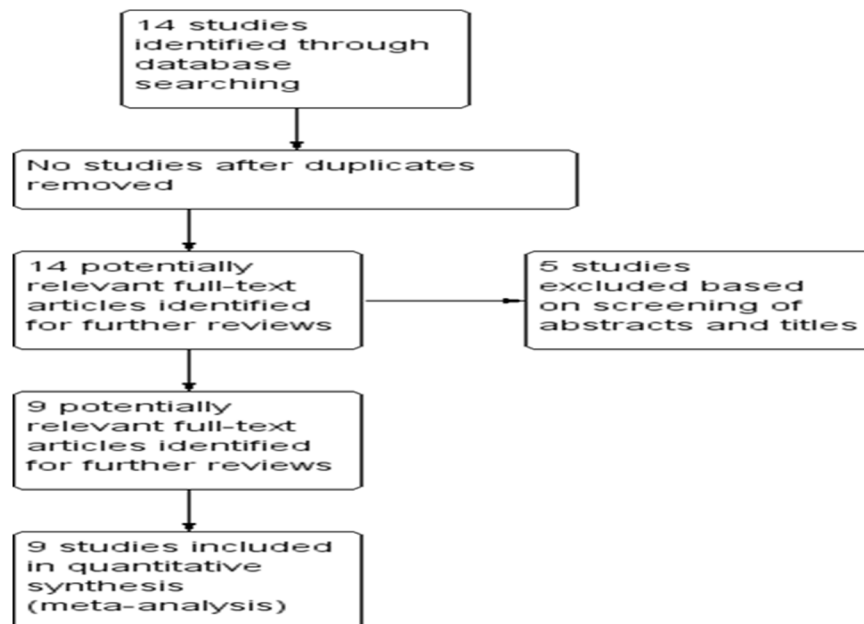 14 studies
identified through
database
searching
No studies after duplicates
removed
14 potentially
relevant full-text
articles identified
for further reviews
5 studies
excluded based
on screening of
abstracts and titles
9 potentially
relevant full-text
articles identified
for further reviews
9 studies included
in quantitative
synthesis
(meta-analysis)